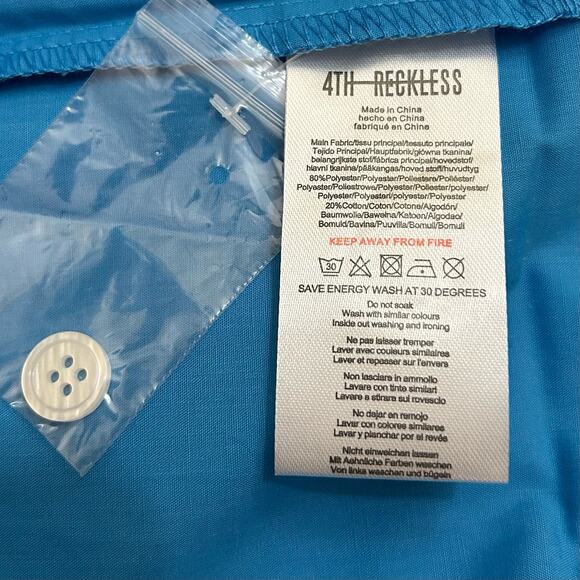 4TH RECKLESS
Made in China
hecho en China
fabriqué en Chine
Main Fabric/tissu principale/tessuto principale/
Tejido Principal/Hauptfabrik/główna tkanina/
belangrijkste stof/fábrica principal/hovedstof/
hlavní tkanina/pääkangas/hoved stoff/huvudtyg
80%Polyester/Polyester/Poliestere/Poliéster/
Polyester/Poliestrowe/Polyester/polyester/
Polyester/Polyesteri/Polyester/Polyester
20%Cotton/Coton/Cotone/Algodón/
Baumwolle/Bawełna/Katoen/Algodao/
Bomuld/Bavlna/Puuvilla/Bomull/Bomull
KEEP AWAY FROM FIRE
30
SAVE ENERGY WASH AT 30 DEGREES
Do not soak
Wash with similar colours
Inside out washing and ironing
Ne pas laisser tremper
Laver avec couleurs similaires
Laver et repasser sur l'envers
Non lasciare in ammollo
Lavare con tinte similari
Lavare a stirare sul rovescio
No dejar en remojo
Lavar con colores similares
Lavar y planchar por el revés
Nicht einweichen lassen
Mit Aehnliche Farben waschen
Von links waschen und bügeln